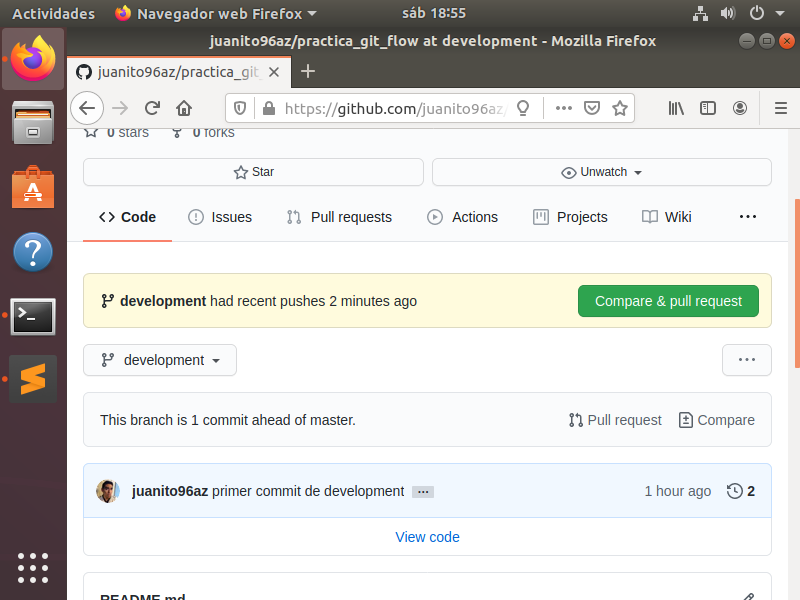 Actividades Navegador web Firefox sáb 18:55
juanito96az/practica_git_flow at development - Mozilla Firefox
juanito96az/practica_git
https://github.com/juanito96az/
0 stars 0 forks
Star Unwatch
Code Issues Pull requests Actions Projects Wiki ...
development had recent pushes 2 minutes ago Compare & pull request
development ...
This branch is 1 commit ahead of master. Pull request Compare
juanito96az primer commit de development ... 1 hour ago 2
View code
README.md